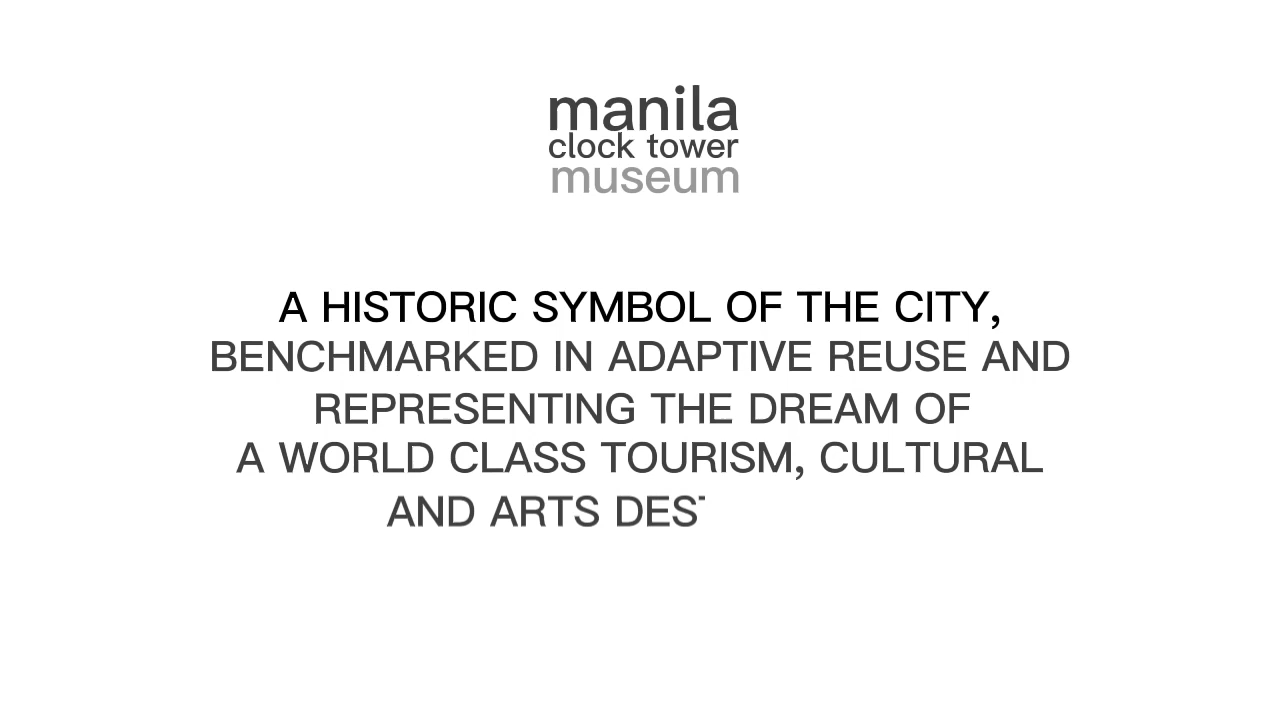 manila
clock tower
museum
A HISTORIC SYMBOL OF THE CITY,
BENCHMARKED IN ADAPTIVE REUSE AND
REPRESENTING THE DREAM OF
A WORLD CLASS TOURISM, CULTURAL
AND ARTS